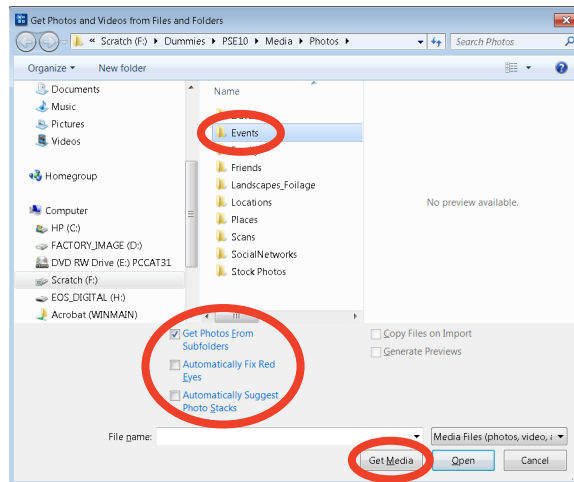 Get Photos and Videos from Files and Folders
« Scratch (F:) Dummies PSE10 Media Photos
Search Photos
Organize New folder
Documents
Music
Pictures
Videos
Homegroup
Computer
HP (C:)
FACTORY_IMAGE (D:)
DVD RW Drive (E:) PCCAT31
Scratch (F:)
EOS_DIGITAL (H:)
Acrobat (WINMAIN)
Name
Events
Friends
Landscapes_Foilage
Locations
Places
Scans
SocialNetworks
Stock Photos
No preview available.
Get Photos From
Subfolders
Automatically Fix Red
Eyes
Automatically Suggest
Photo Stacks
Copy Files on Import
Generate Previews
File name:
Media Files (photos, video, a
Get Media Open Cancel